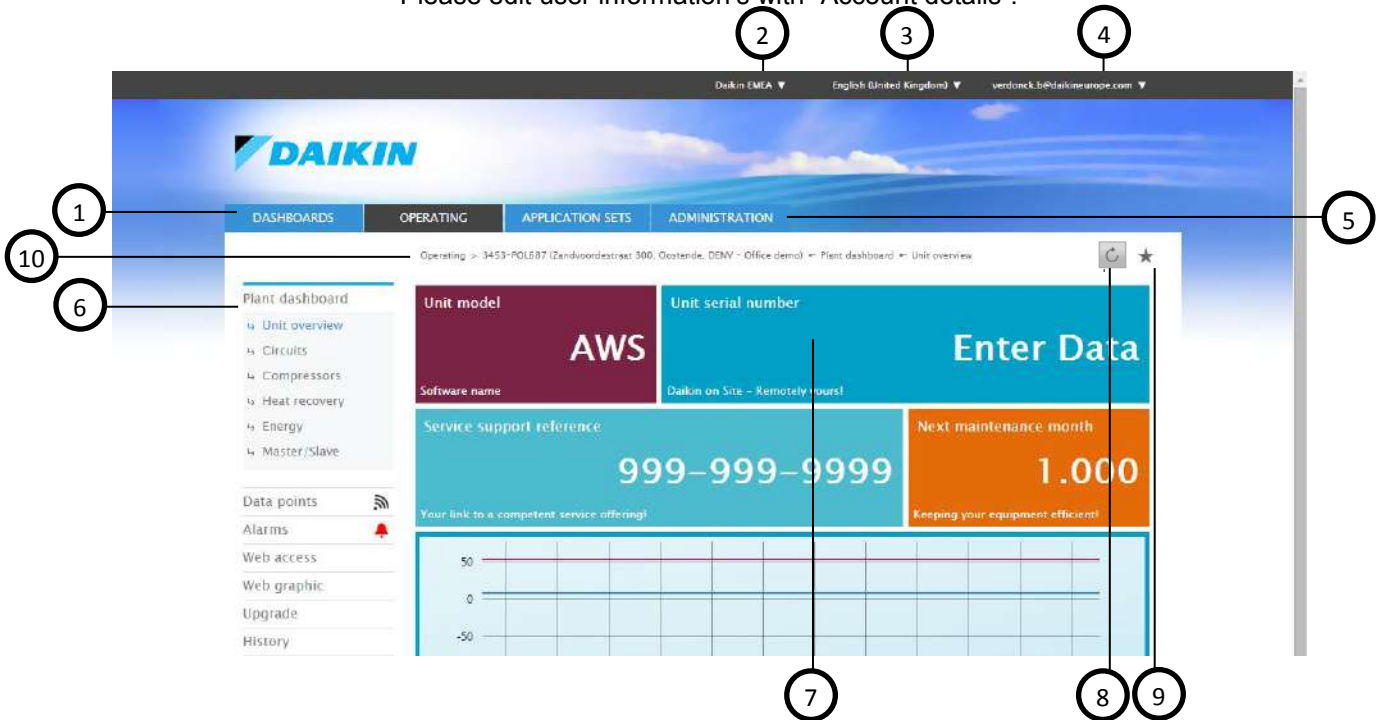 Please edit user information's with "Account details".
2
3
4
Daikin EMEA ▼ English (United Kingdom) ▼ verdonck.b@daikineurope.com ▼
DAIKIN
1
DASHBOARDS OPERATING APPLICATION SETS ADMINISTRATION
5
10
Operating > 3453-POL687 (Zandvoordestraat 300, Oostende, DENV - Office demo) ← Plant dashboard ← Unit overview
6
Plant dashboard
↳ Unit overview
↳ Circuits
↳ Compressors
↳ Heat recovery
↳ Energy
↳ Master/Slave
Data points
Alarms
Web access
Web graphic
Upgrade
History
Unit model
AWS
Software name
Unit serial number
Enter Data
Daikin on Site – Remotely yours!
Service support reference
999-999-9999
Your link to a competent service offering!
Next maintenance month
1.000
Keeping your equipment efficient!
50
0
-50
7
8
9